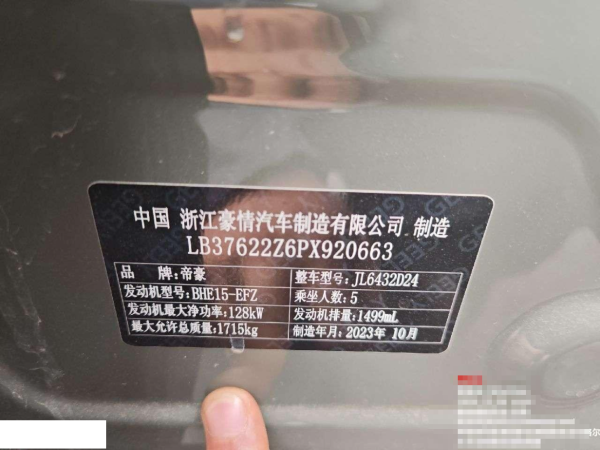 中国 浙江豪情汽车制造有限公司 制造
LB37622Z6PX920663
品 牌:帝豪 整车型号:JL6432D24
发动机型号:BHE15-EFZ 乘坐人数:5
发动机最大净功率:128kW 发动机排量:1499mL
最大允许总质量:1715kg 制造年月:2023年 10月